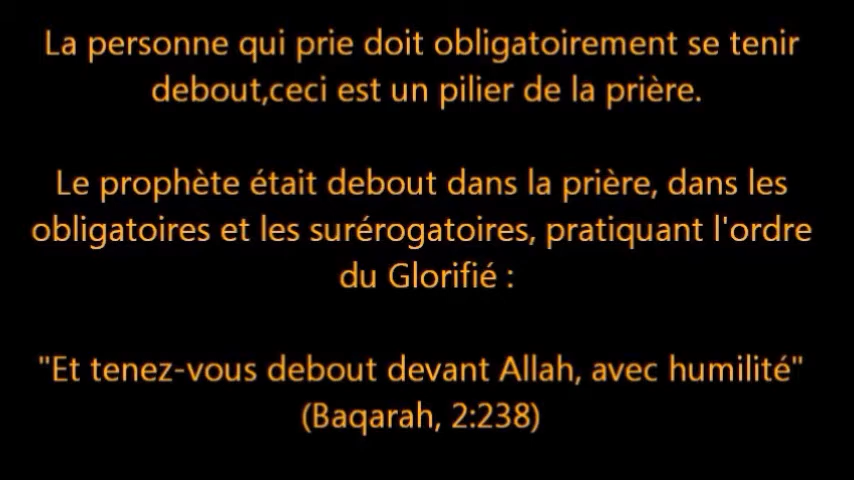 La personne qui prie doit obligatoirement se tenir
debout,ceci est un pilier de la prière.
Le prophète était debout dans la prière, dans les
obligatoires et les surérogatoires, pratiquant l'ordre
du Glorifié :
"Et tenez-vous debout devant Allah, avec humilité"
(Baqarah, 2:238)